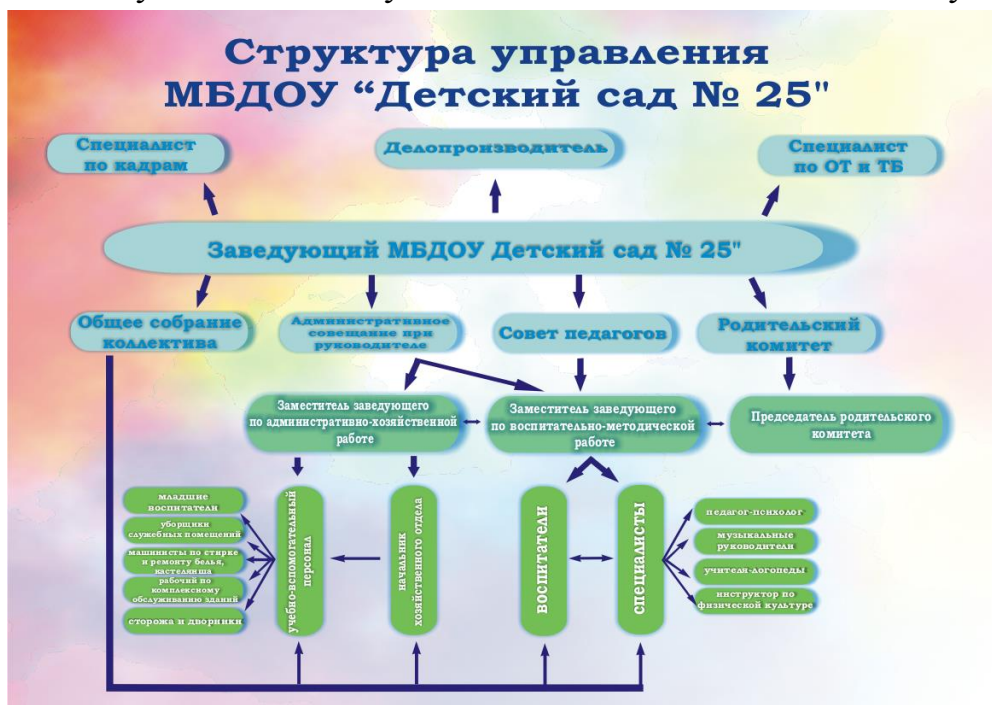 Структура управления
МБДОУ “Детский сад № 25"
Специалист
по кадрам
Делопроизводитель
Специалист
по ОТ и ТБ
Заведующий МБДОУ Детский сад № 25"
Общее собрание
коллектива
Административное
совещание при
руководителе
Совет педагогов
Родительский
комитет
Заместитель заведующего
по административно-хозяйственной
работе
Заместитель заведующего
по воспитательно-методической
работе
Председатель родительского
комитета
младшие
воспитатели
уборщики
служебных помещений
машинисты по стирке
и ремонту белья,
кастелянша
рабочий по
комплексному
обслуживанию зданий
сторожа и дворники
учебно-вспомогательный
персонал
начальник
хозяйственного отдела
воспитатели
специалисты
педагог-психолог
музыкальные
руководители
учителя-логопеды
инструктор по
физической культуре